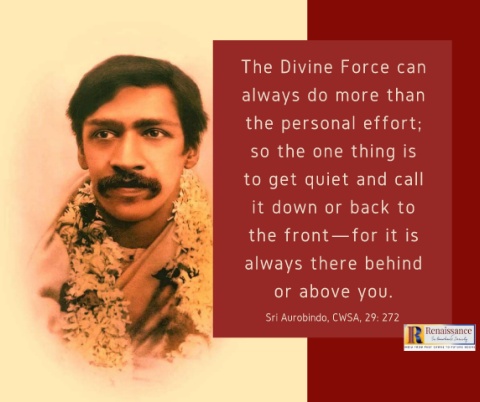 The Divine Force can
always do more than
the personal effort;
so the one thing is
to get quiet and call
it down or back to
the front—for it is
always there behind
or above you.
Sri Aurobindo, CWSA, 29: 272
Renaissance